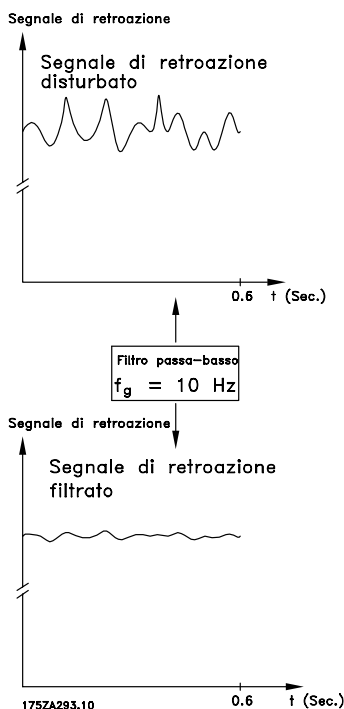 Segnale di retroazione
Segnale di retroazione
disturbato
0.6 t (Sec.)
Filtro passa-basso
fg = 10 Hz
Segnale di retroazione
Segnale di retroazione
filtrato
0.6 t (Sec.)
175ZA293.10